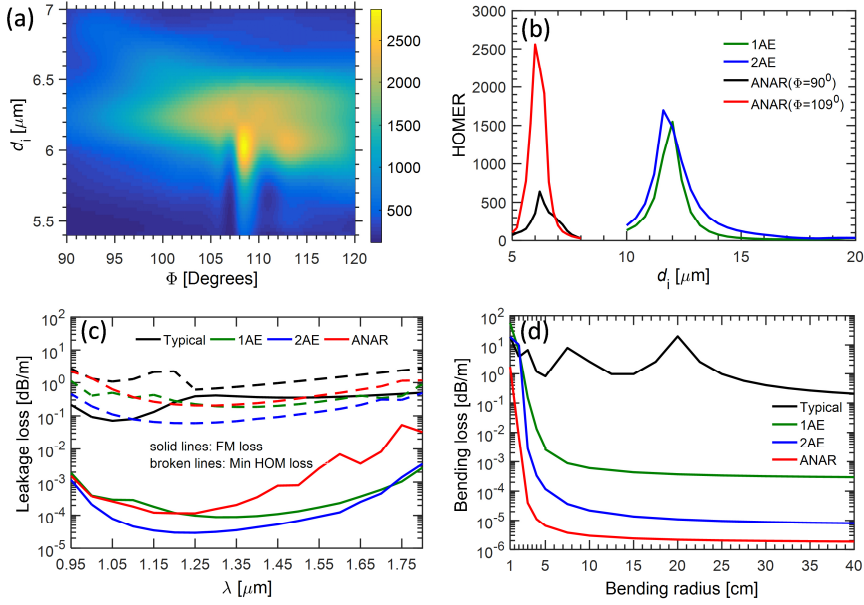 (a)
7
6.5
6
5.5
dᵢ [μm]
90 95 100 105 110 115 120
Φ [Degrees]
2500
2000
1500
1000
500
(b)
3000
2500
2000
1500
1000
500
0
HOMER
1AE
2AE
ANAR(Φ=90⁰)
ANAR(Φ=109⁰)
5 10 15 20
dᵢ [μm]
(c)
10²
10¹
10⁰
10⁻¹
10⁻²
10⁻³
10⁻⁴
10⁻⁵
Leakage loss [dB/m]
Typical 1AE 2AE ANAR
solid lines: FM loss
broken lines: Min HOM loss
0.95 1.05 1.15 1.25 1.35 1.45 1.55 1.65 1.75
λ [μm]
(d)
10²
10¹
10⁰
10⁻¹
10⁻²
10⁻³
10⁻⁴
10⁻⁵
10⁻⁶
Bending loss [dB/m]
Typical
1AE
2AE
ANAR
1 5 10 15 20 25 30 35 40
Bending radius [cm]